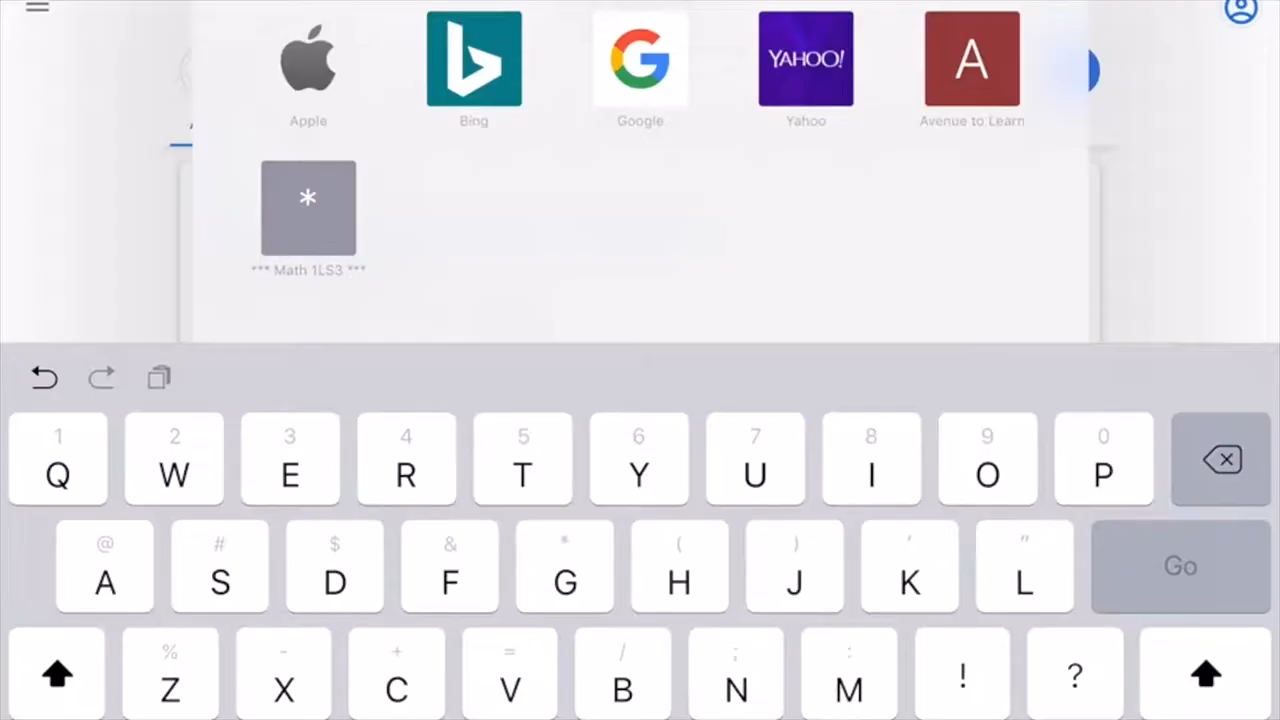 YAHOO!
A
Apple
Bing
Google
Yahoo
Avenue to Learn
*
*** Math 1LS3 ***
1 2 3 4 5 6 7 8 9 0
Q W E R T Y U I O P
@ # $ & * ( ) ' "
A S D F G H J K L Go
% - + = / ; :
Z X C V B N M ! ?